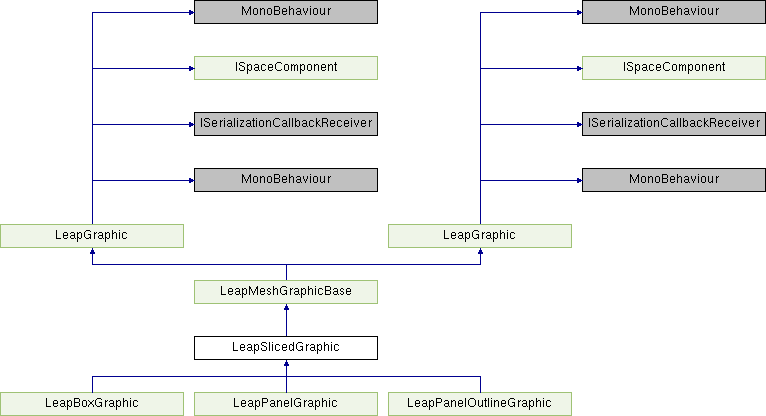 MonoBehaviour MonoBehaviour
ISpaceComponent ISpaceComponent
ISerializationCallbackReceiver ISerializationCallbackReceiver
MonoBehaviour MonoBehaviour
LeapGraphic LeapGraphic
LeapMeshGraphicBase
LeapSlicedGraphic
LeapBoxGraphic LeapPanelGraphic LeapPanelOutlineGraphic